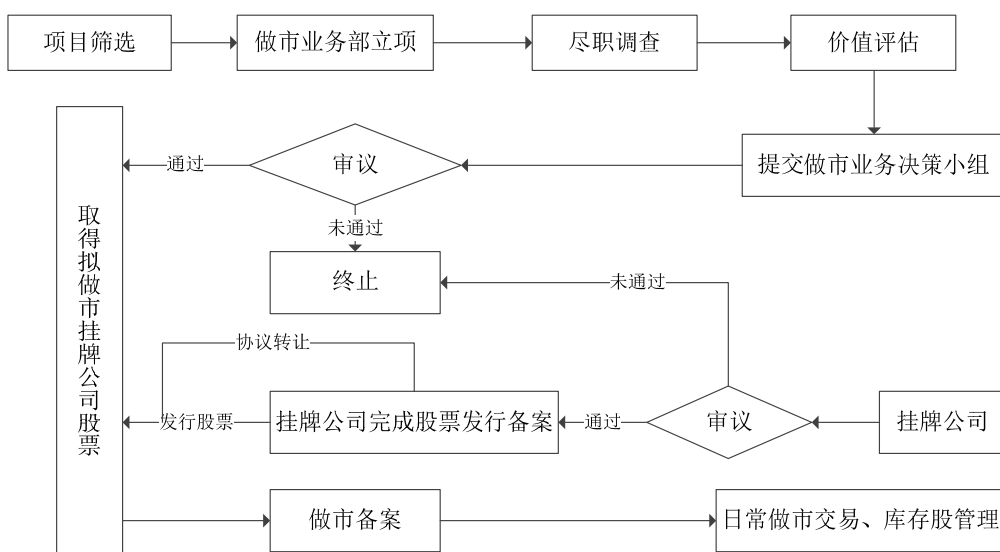 项目筛选
做市业务部立项
尽职调查
价值评估
提交做市业务决策小组
审议
通过
未通过
终止
未通过
取得拟做市挂牌公司股票
协议转让
发行股票
挂牌公司完成股票发行备案
通过
审议
挂牌公司
做市备案
日常做市交易、库存股管理